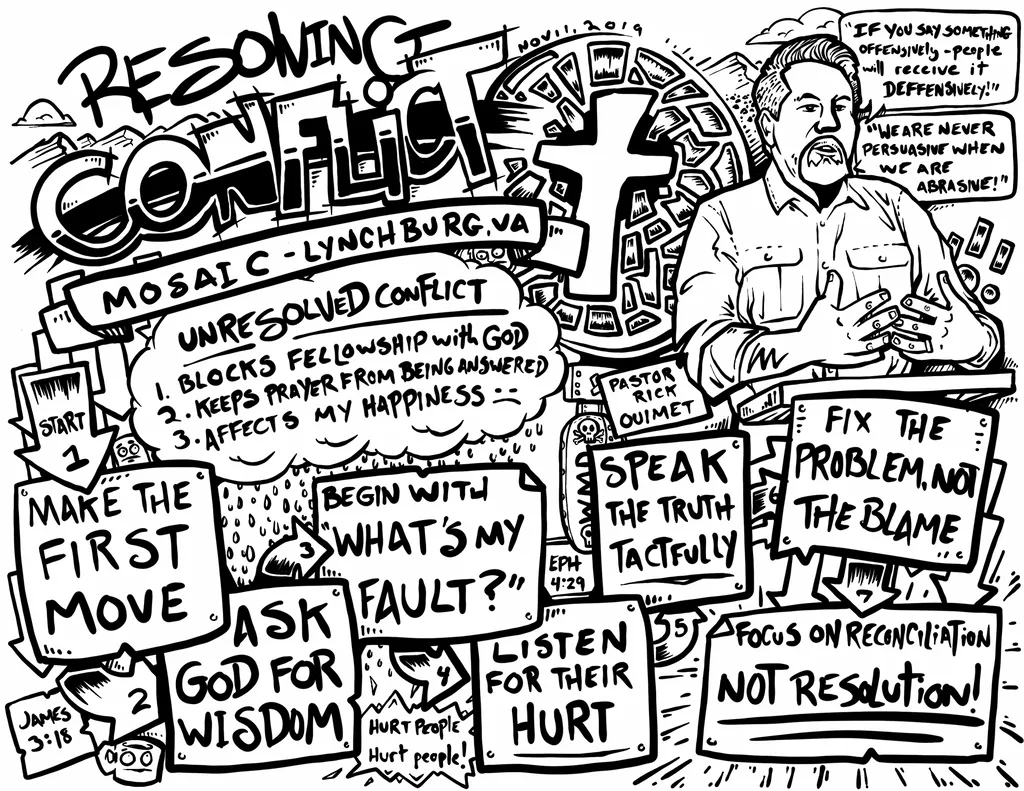 RESOLVING
CONFLICT
NOV 11, 2019
MOSAIC - LYNCHBURG, VA
"IF YOU SAY SOMETHING
OFFENSIVELY - PEOPLE
will receive it
DEFFENSIVELY!"
"WE ARE NEVER
PERSUASIVE WHEN
WE ARE
ABRASIVE!"
UNRESOLVED CONFLICT
1. BLOCKS FELLOWSHIP with GOD
2. KEEPS PRAYER FROM BEING ANSWERED
3. AFFECTS MY HAPPINESS
PASTOR
RICK
OUIMET
START
1
MAKE THE
FIRST
MOVE
2
JAMES
3:18
ASK
GOD FOR
WISDOM
3
BEGIN WITH
"WHAT'S MY
FAULT?"
4
HURT PEOPLE
Hurt people!
LISTEN
FOR THEIR
HURT
5
EPH
4:29
SPEAK
THE TRUTH
TACTFULLY
6
FIX THE
PROBLEM, NOT
THE BLAME
7
FOCUS ON RECONCILIATION
NOT RESOLUTION!